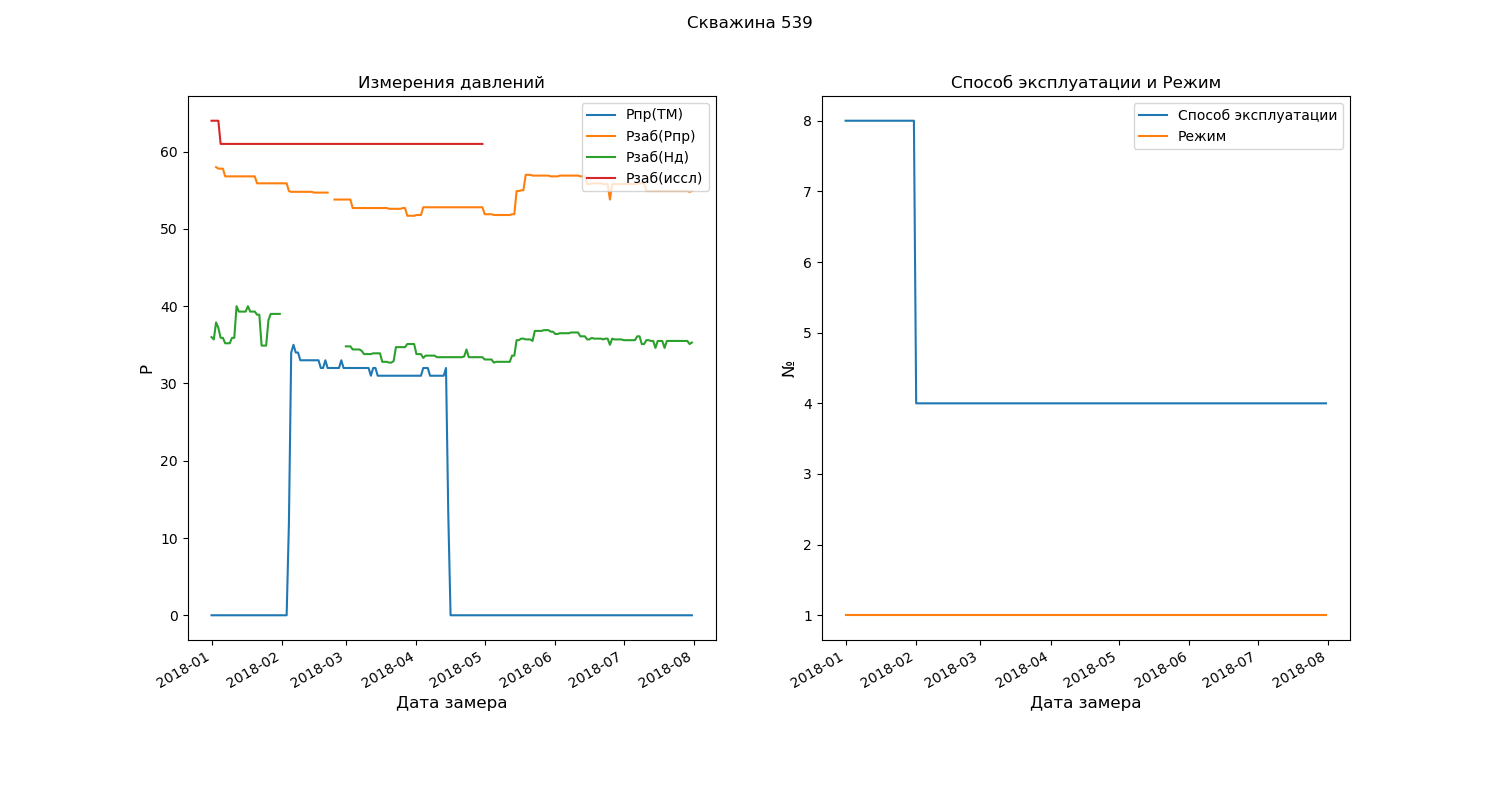 Скважина 539
Измерения давлений
Рпр(ТМ)
Рзаб(Рпр)
Рзаб(Нд)
Рзаб(иссл)
60
50
40
30
20
10
0
Р
2018-01
2018-02
2018-03
2018-04
2018-05
2018-06
2018-07
2018-08
Дата замера
Способ эксплуатации и Режим
Способ эксплуатации
Режим
8
7
6
5
4
3
2
1
№
2018-01
2018-02
2018-03
2018-04
2018-05
2018-06
2018-07
2018-08
Дата замера